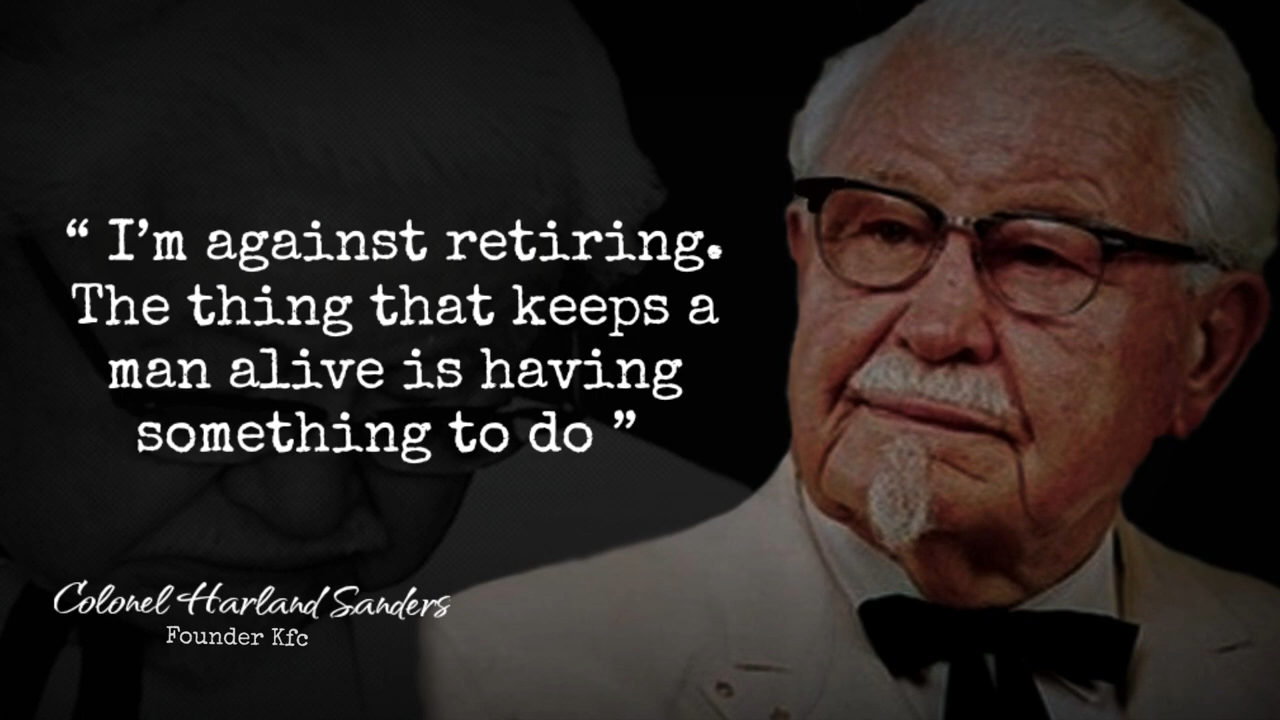 “ I’m against retiring.
The thing that keeps a
man alive is having
something to do ”
Colonel Harland Sanders
Founder Kfc